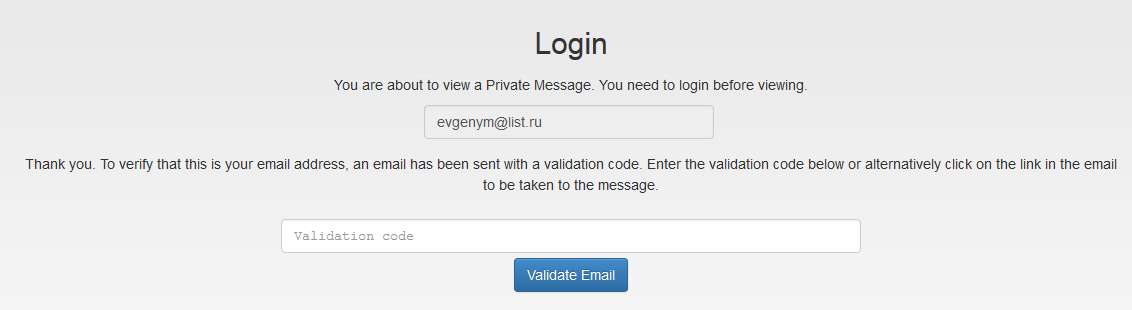 Login
You are about to view a Private Message. You need to login before viewing.
evgenym@list.ru
Thank you. To verify that this is your email address, an email has been sent with a validation code. Enter the validation code below or alternatively click on the link in the email
to be taken to the message.
Validation code
Validate Email